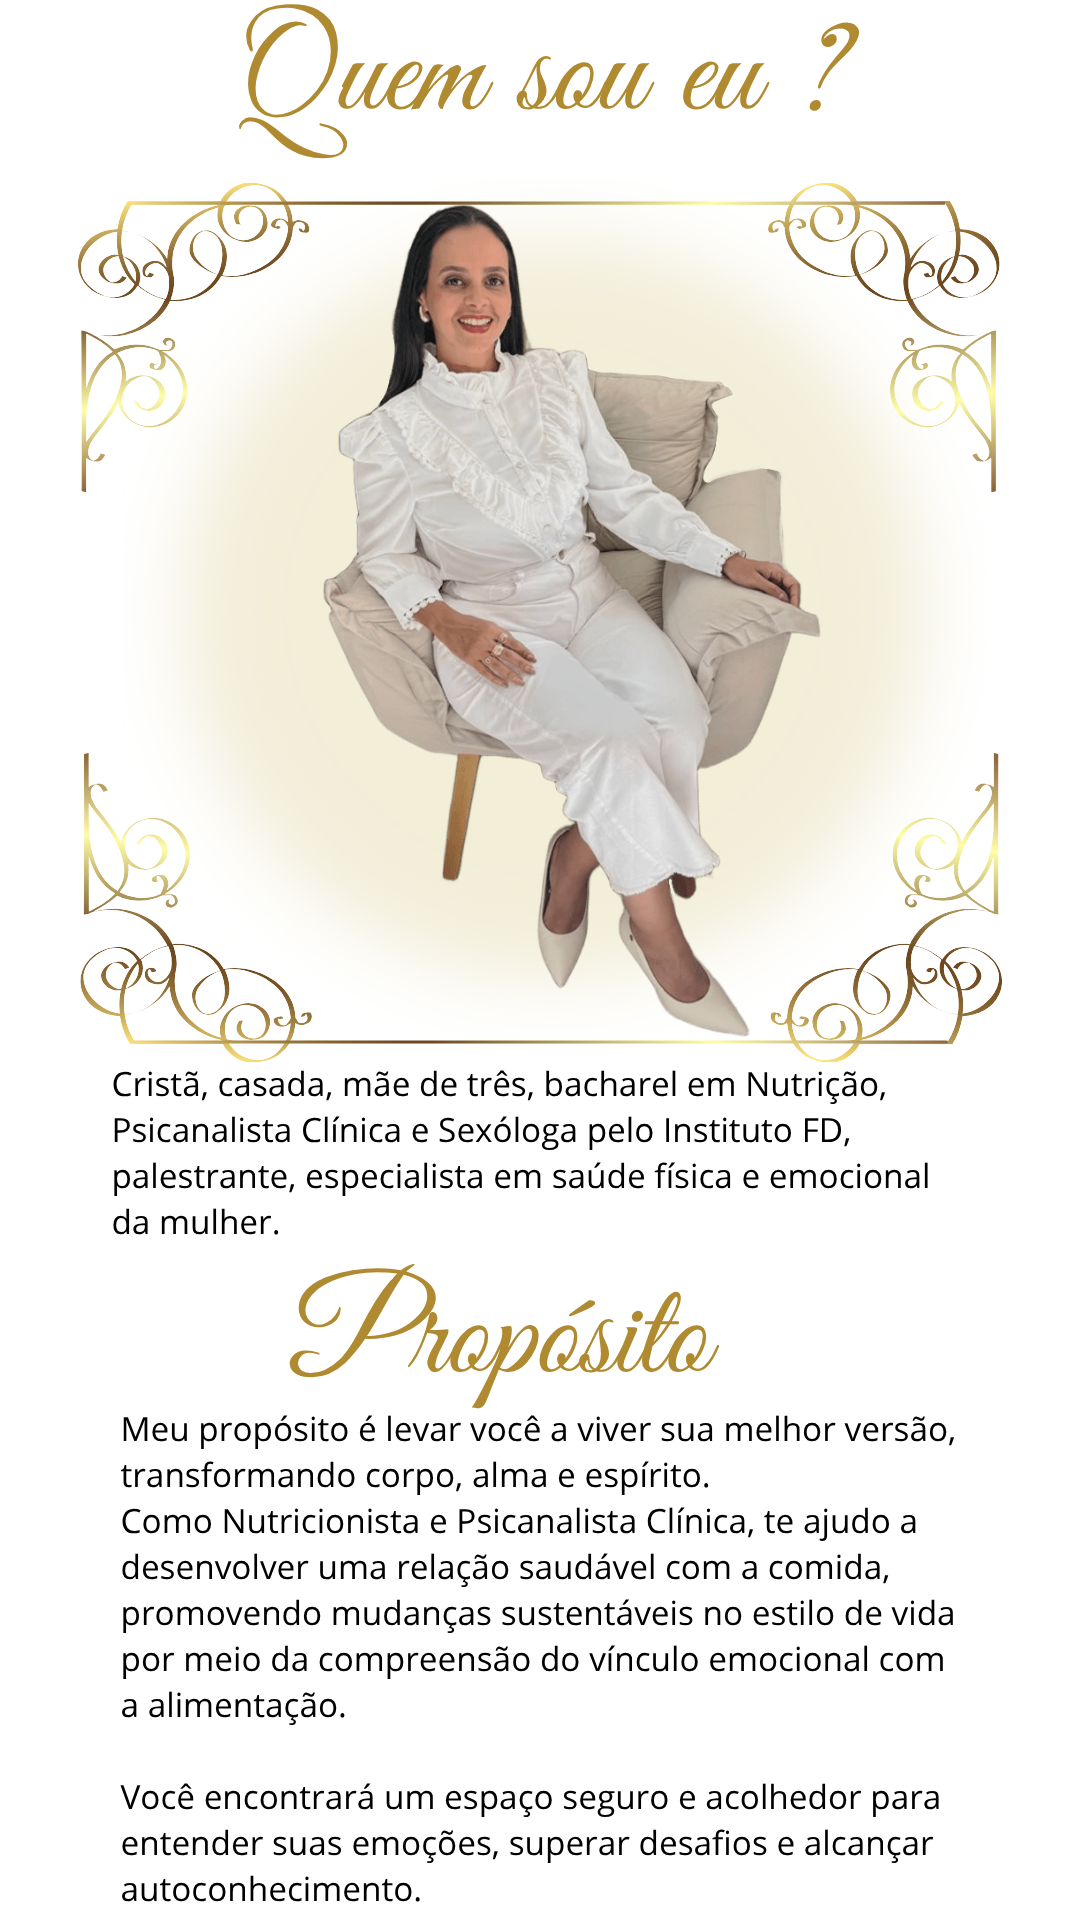 Quem sou eu ?
Cristã, casada, mãe de três, bacharel em Nutrição,
Psicanalista Clínica e Sexóloga pelo Instituto FD,
palestrante, especialista em saúde física e emocional
da mulher.
Propósito
Meu propósito é levar você a viver sua melhor versão,
transformando corpo, alma e espírito.
Como Nutricionista e Psicanalista Clínica, te ajudo a
desenvolver uma relação saudável com a comida,
promovendo mudanças sustentáveis no estilo de vida
por meio da compreensão do vínculo emocional com
a alimentação.
Você encontrará um espaço seguro e acolhedor para
entender suas emoções, superar desafios e alcançar
autoconhecimento.